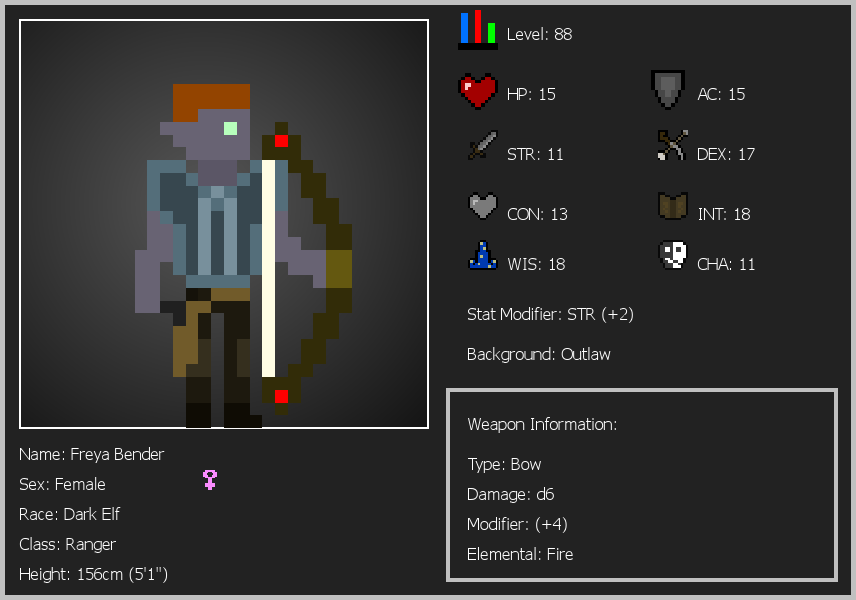 Level: 88
HP: 15
AC: 15
STR: 11
DEX: 17
CON: 13
INT: 18
WIS: 18
CHA: 11
Stat Modifier: STR (+2)
Background: Outlaw
Weapon Information:
Type: Bow
Damage: d6
Modifier: (+4)
Elemental: Fire
Name: Freya Bender
Sex: Female
Race: Dark Elf
Class: Ranger
Height: 156cm (5'1")